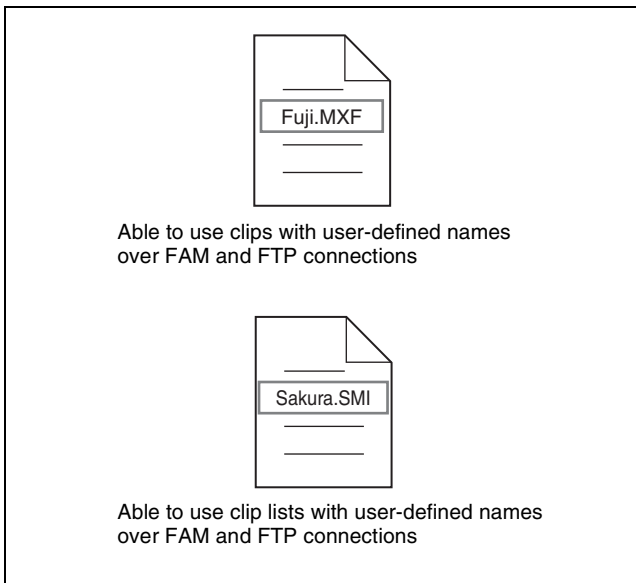 Fuji.MXF
Able to use clips with user-defined names
over FAM and FTP connections
Sakura.SMI
Able to use clip lists with user-defined names
over FAM and FTP connections